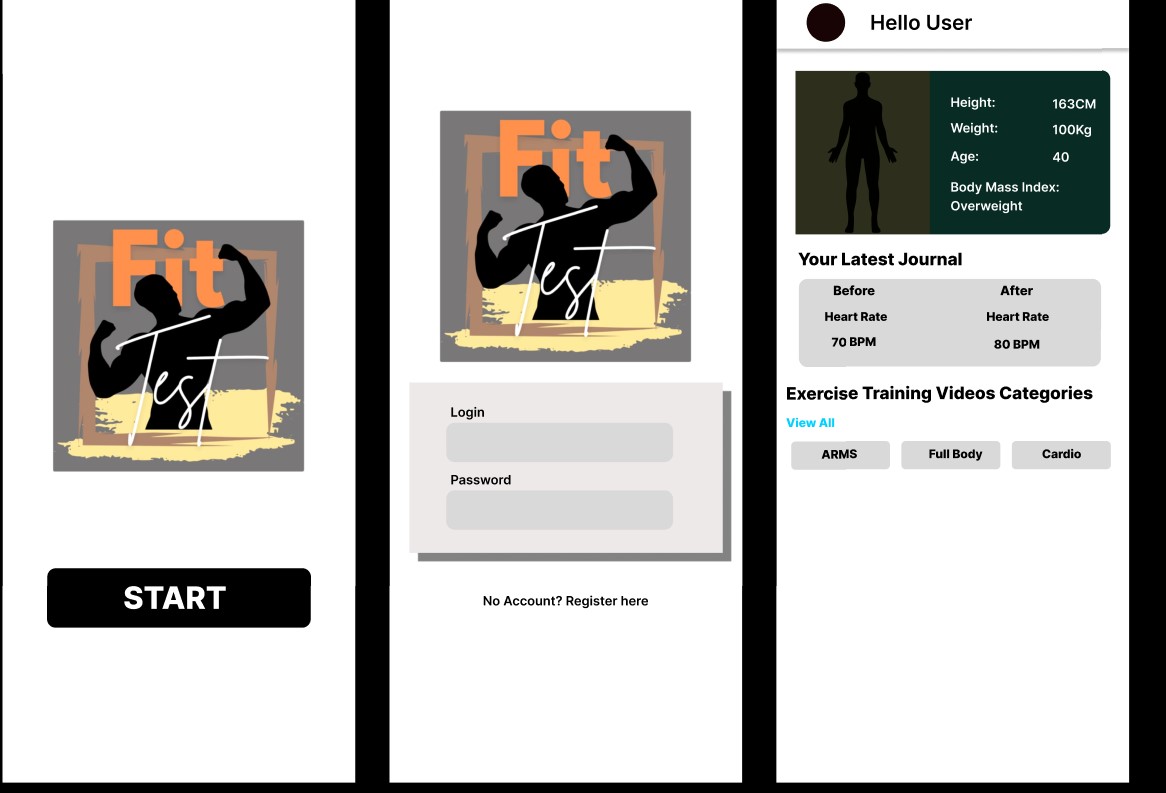 Fit
Test
START
Fit
Test
Login
Password
No Account? Register here
Hello User
Height: 163CM
Weight: 100Kg
Age: 40
Body Mass Index:
Overweight
Your Latest Journal
Before After
Heart Rate Heart Rate
70 BPM 80 BPM
Exercise Training Videos Categories
View All
ARMS Full Body Cardio